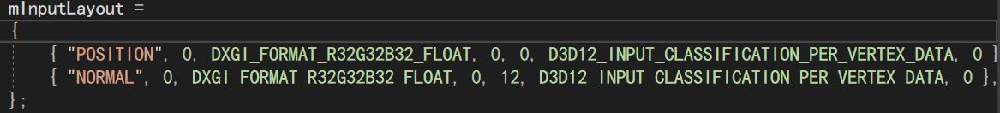 mInputLayout =
{
{ "POSITION", 0, DXGI_FORMAT_R32G32B32_FLOAT, 0, 0, D3D12_INPUT_CLASSIFICATION_PER_VERTEX_DATA, 0 }
{ "NORMAL", 0, DXGI_FORMAT_R32G32B32_FLOAT, 0, 12, D3D12_INPUT_CLASSIFICATION_PER_VERTEX_DATA, 0 },
};